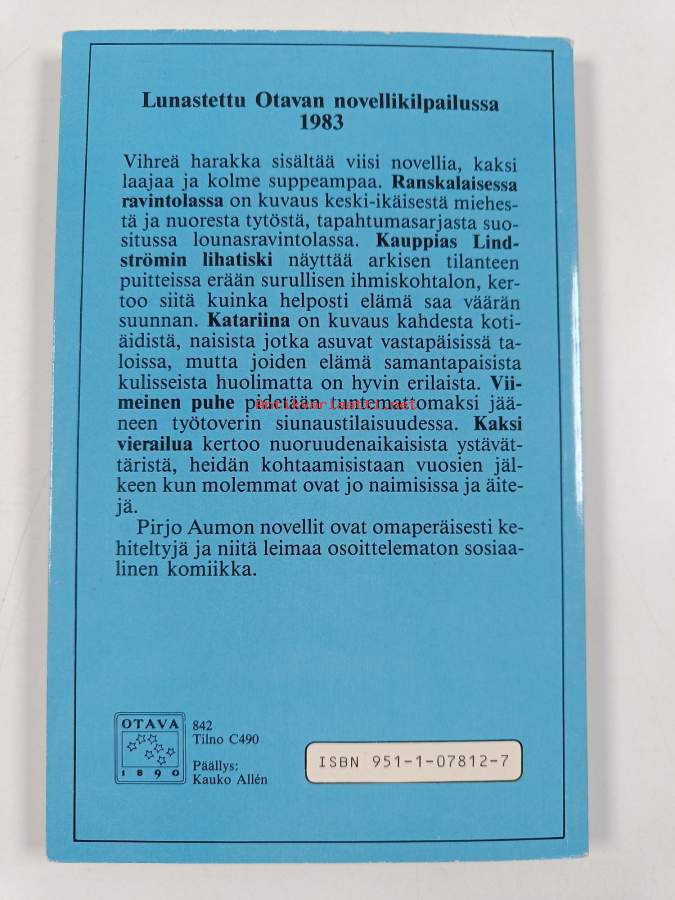 Lunastettu Otavan novellikilpailussa
1983
Vihreä harakka sisältää viisi novellia, kaksi
laajaa ja kolme suppeampaa. Ranskalaisessa
ravintolassa on kuvaus keski-ikäisestä miehes-
tä ja nuoresta tytöstä, tapahtumasarjasta suo-
situssa lounasravintolassa. Kauppias Lind-
strömin lihatiski näyttää arkisen tilanteen
puitteissa erään surullisen ihmiskohtalon, ker-
too siitä kuinka helposti elämä saa väärän
suunnan. Katariina on kuvaus kahdesta koti-
äidistä, naisista jotka asuvat vastapäisissä ta-
loissa, mutta joiden elämä samantapaisista
kulisseista huolimatta on hyvin erilaista. Vii-
meinen puhe pidetään tuntemattomaksi jää-
neen työtoverin siunaustilaisuudessa. Kaksi
vierailua kertoo nuoruudenaikaisista ystävät-
täristä, heidän kohtaamisistaan vuosien jäl-
keen kun molemmat ovat jo naimisissa ja äite-
jä.
Pirjo Aumon novellit ovat omaperäisesti ke-
hiteltyjä ja niitä leimaa osoittelematon sosiaa-
linen komiikka.
OTAVA
1890
842
Tilno C490
Päällys:
Kauko Allén
ISBN 951-1-07812-7